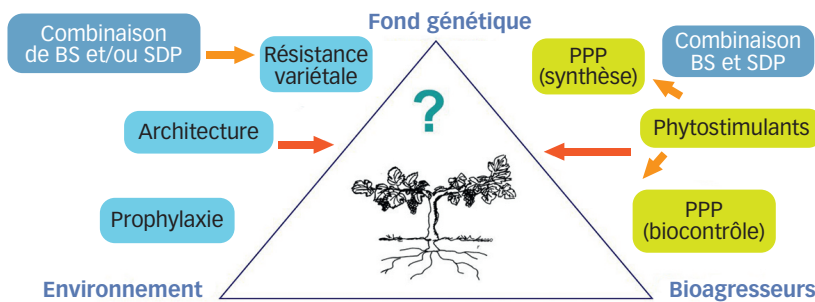 Fond génétique
Combinaison
de BS et/ou SDP
Résistance
variétale
Architecture
Prophylaxie
?
PPP
(synthèse)
Combinaison
BS et SDP
Phytostimulants
PPP
(biocontrôle)
Environnement
Bioagresseurs